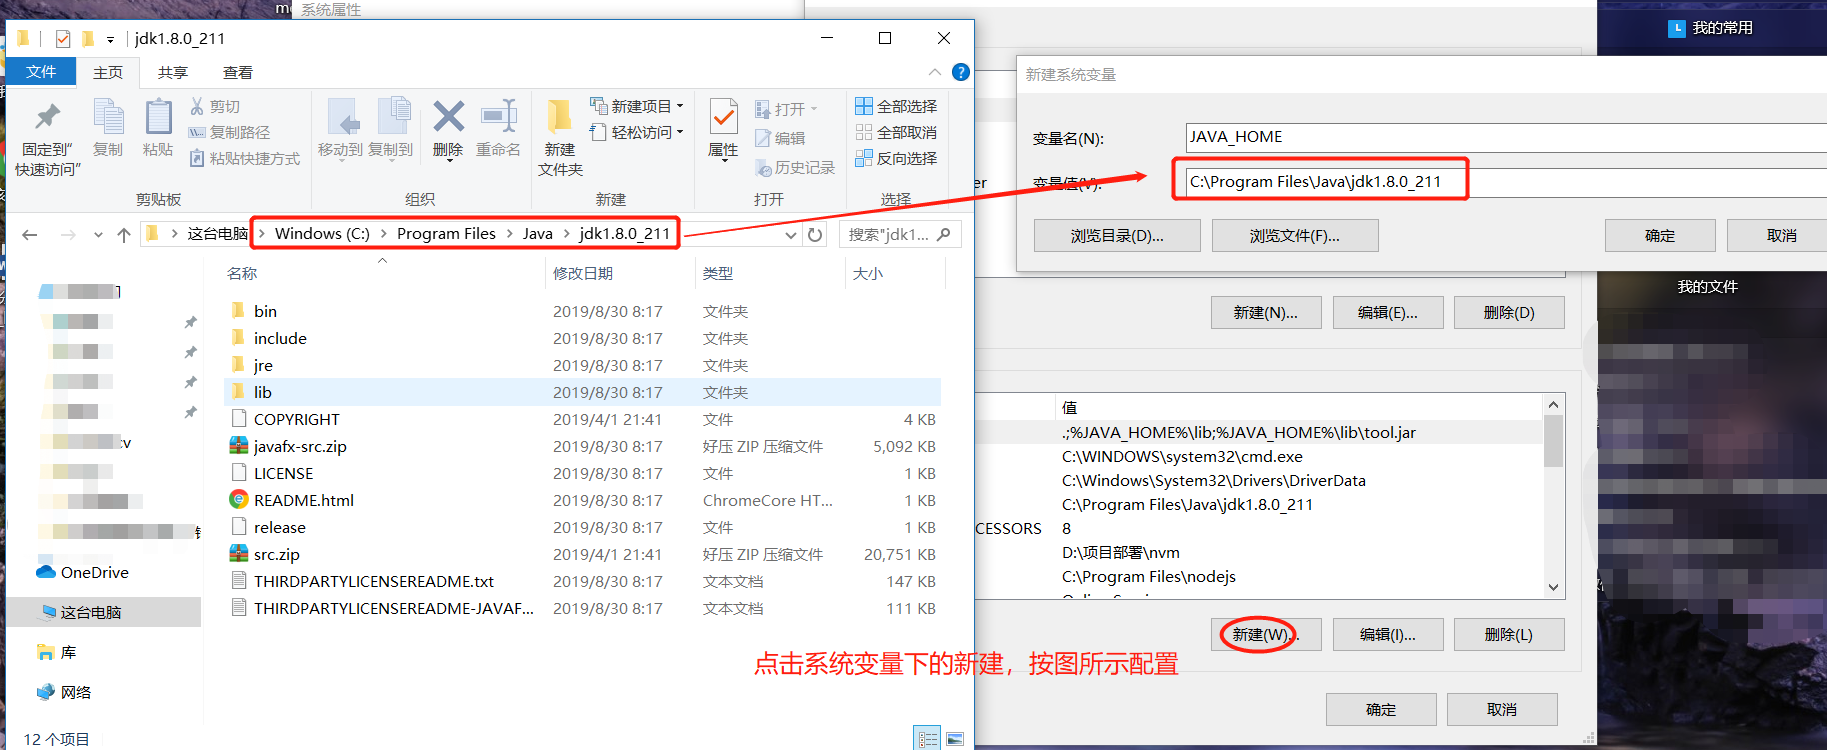 系统属性
jdk1.8.0_211
文件
主页
共享
查看
固定到"
快速访问"
复制
粘贴
剪切
复制路径
粘贴快捷方式
剪贴板
移动到
复制到
删除
重命名
组织
新建
文件夹
新建项目
轻松访问
新建
属性
打开
编辑
历史记录
打开
全部选择
全部取消
反向选择
选择
这台电脑
Windows (C:)
Program Files
Java
jdk1.8.0_211
搜索"jdk1...
名称
修改日期
类型
大小
bin 2019/8/30 8:17 文件夹
include 2019/8/30 8:17 文件夹
jre 2019/8/30 8:17 文件夹
lib 2019/8/30 8:17 文件夹
COPYRIGHT 2019/4/1 21:41 文件 4 KB
javafx-src.zip 2019/8/30 8:17 好压 ZIP 压缩文件 5,092 KB
LICENSE 2019/8/30 8:17 文件 1 KB
README.html 2019/8/30 8:17 ChromeCore HT... 1 KB
release 2019/8/30 8:17 文件 1 KB
src.zip 2019/4/1 21:41 好压 ZIP 压缩文件 20,751 KB
THIRDPARTYLICENSEREADME.txt 2019/8/30 8:17 文本文档 147 KB
THIRDPARTYLICENSEREADME-JAVAF... 2019/8/30 8:17 文本文档 111 KB
OneDrive
这台电脑
库
网络
12 个项目
新建系统变量
变量名(N):
JAVA_HOME
变量值(V):
C:\Program Files\Java\jdk1.8.0_211
浏览目录(D)...
浏览文件(F)...
确定
取消
新建(N)...
编辑(E)...
删除(D)
值
.;%JAVA_HOME%\lib;%JAVA_HOME%\lib\tool.jar
C:\WINDOWS\system32\cmd.exe
C:\Windows\System32\Drivers\DriverData
C:\Program Files\Java\jdk1.8.0_211
CESSORS 8
D:\项目部署\nvm
C:\Program Files\nodejs
新建(W)...
编辑(I)...
删除(L)
点击系统变量下的新建，按图所示配置
确定
取消
我的常用
我的文件